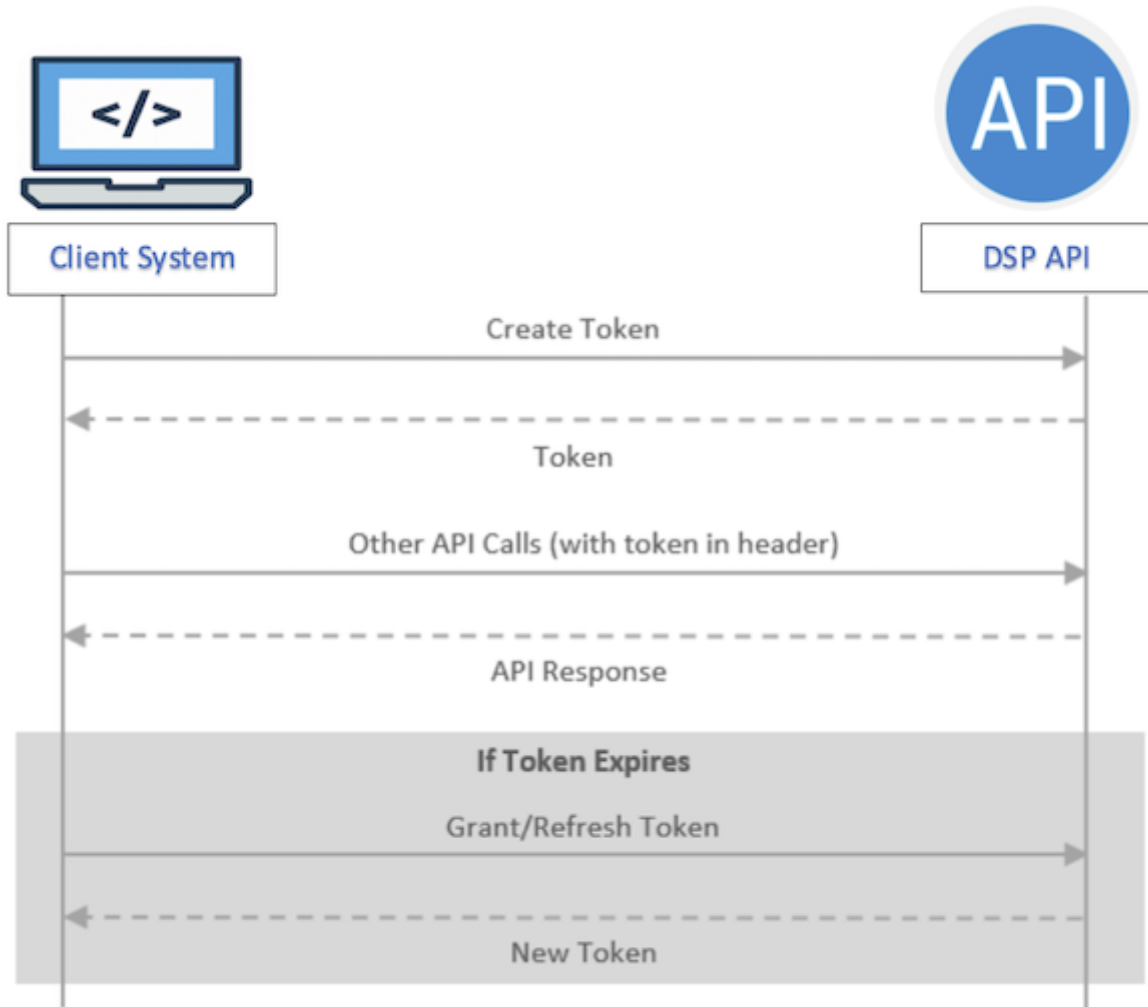 </>
API
Client System
DSP API
Create Token
Token
Other API Calls (with token in header)
API Response
If Token Expires
Grant/Refresh Token
New Token